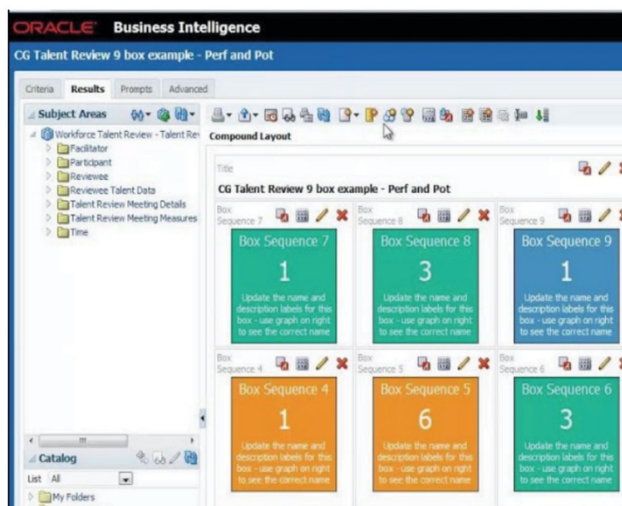 ORACLE Business Intelligence
CG Talent Review 9 box example - Perf and Pot
Criteria Results Prompts Advanced
Subject Areas
Workforce Talent Review - Talent Rev
Facilitator
Participant
Reviewee
Reviewee Talent Data
Talent Review Meeting Details
Talent Review Meeting Measures
Time
Catalog
List All
My Folders
Compound Layout
Title
CG Talent Review 9 box example - Perf and Pot
Box
Sequence 7
Box Sequence 7
1
Update the name and
description labels for this
box - use graph on right
to see the correct name
Box
Sequence 8
Box Sequence 8
3
Update the name and
description labels for this
box - use graph on right
to see the correct name
Box
Sequence 9
Box Sequence 9
1
Update the name and
description labels for this
box - use graph on right
to see the correct name
Box
Sequence 4
Box Sequence 4
1
Update the name and
description labels for this
box - use graph on right
to see the correct name
Box
Sequence 5
Box Sequence 5
6
Update the name and
description labels for this
box - use graph on right
to see the correct name
Box
Sequence 6
Box Sequence 6
3
Update the name and
description labels for this
box - use graph on right
to see the correct name